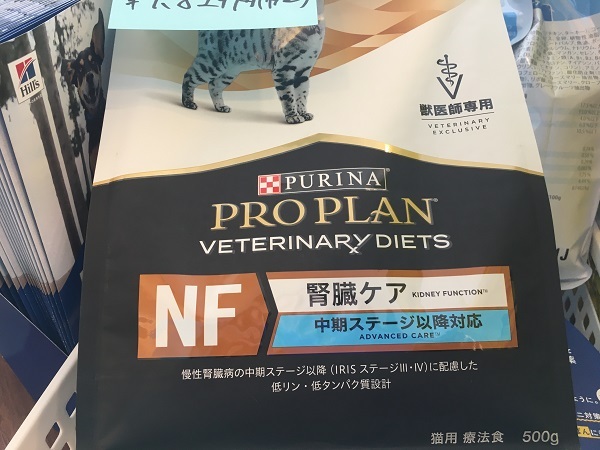 Hill's
獣医師専用
VETERINARY
EXCLUSIVE
PURINA
PRO PLAN
VETERINARY DIETS
NF
腎臓ケア KIDNEY FUNCTION™
中期ステージ以降対応
ADVANCED CARE™
慢性腎臓病の中期ステージ以降（IRIS ステージIII・IV）に配慮した
低リン・低タンパク質設計
猫用 療法食 500g